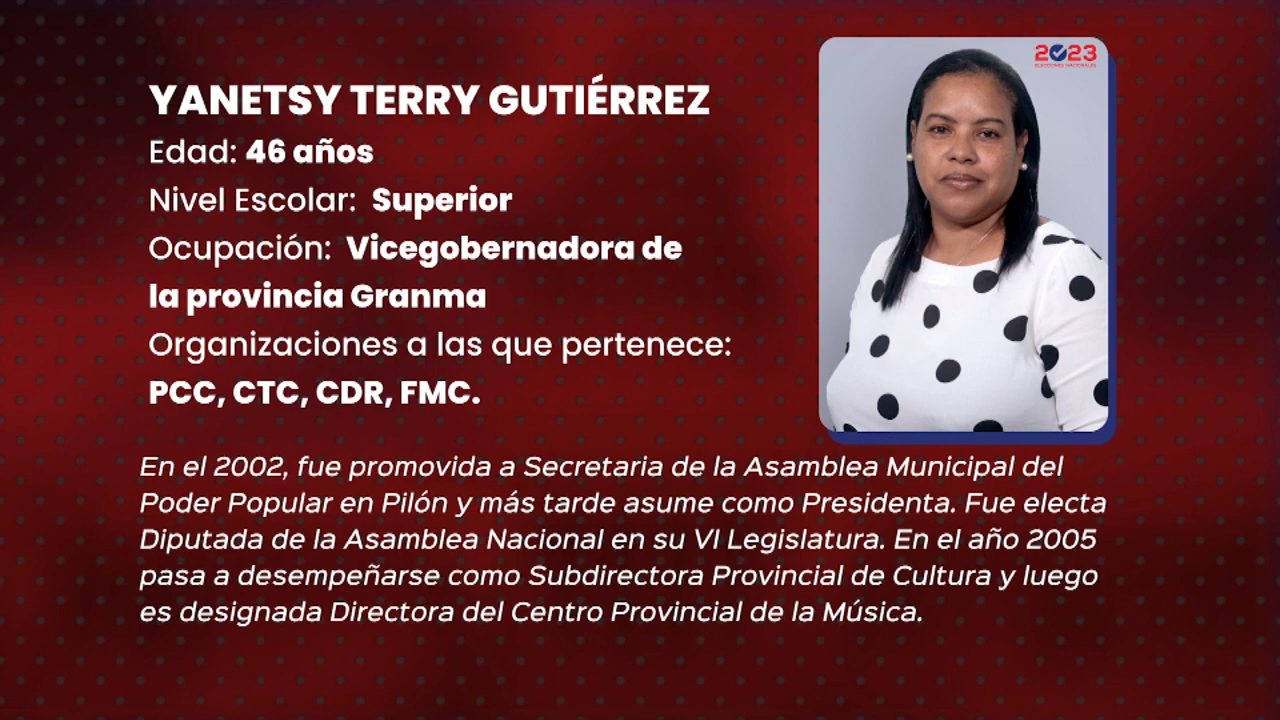 YANETSY TERRY GUTIÉRREZ
Edad: 46 años
Nivel Escolar: Superior
Ocupación: Vicegobernadora de
la provincia Granma
Organizaciones a las que pertenece:
PCC, CTC, CDR, FMC.
2023
ELECCIONES NACIONALES
En el 2002, fue promovida a Secretaria de la Asamblea Municipal del
Poder Popular en Pilón y más tarde asume como Presidenta. Fue electa
Diputada de la Asamblea Nacional en su VI Legislatura. En el año 2005
pasa a desempeñarse como Subdirectora Provincial de Cultura y luego
es designada Directora del Centro Provincial de la Música.